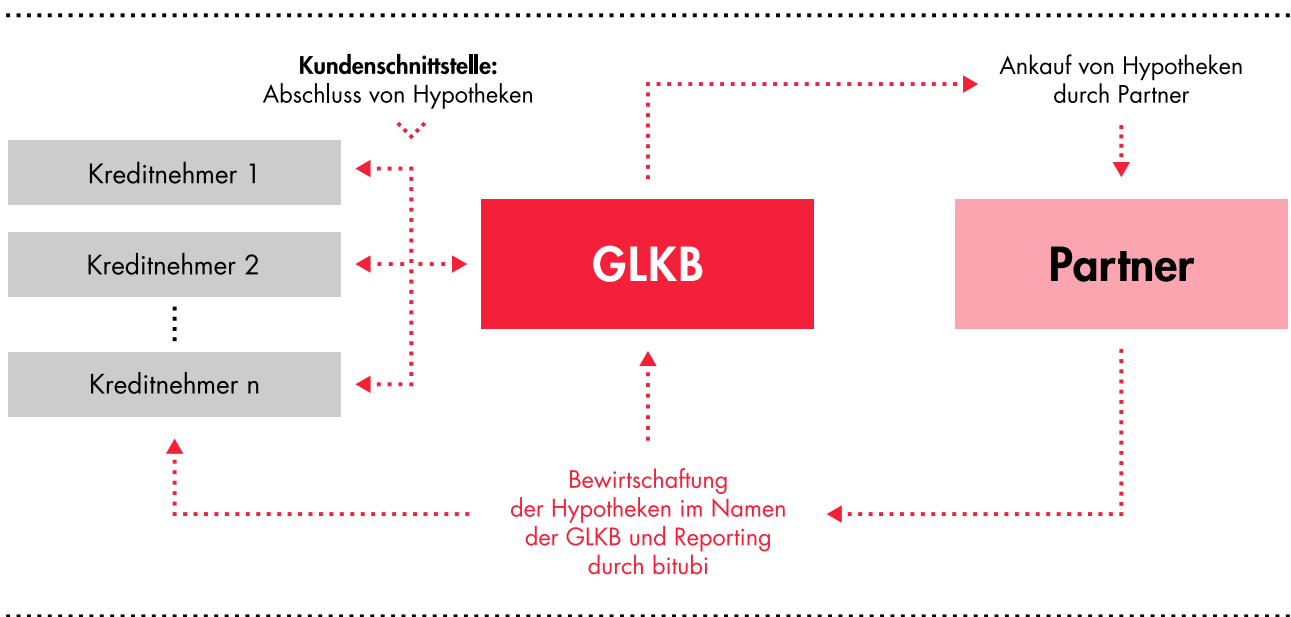 Kundenschnittstelle:
Abschluss von Hypotheken
Ankauf von Hypotheken
durch Partner
Kreditnehmer 1
Kreditnehmer 2
Kreditnehmer n
GLKB
Partner
Bewirtschaftung
der Hypotheken im Namen
der GLKB und Reporting
durch bitubi